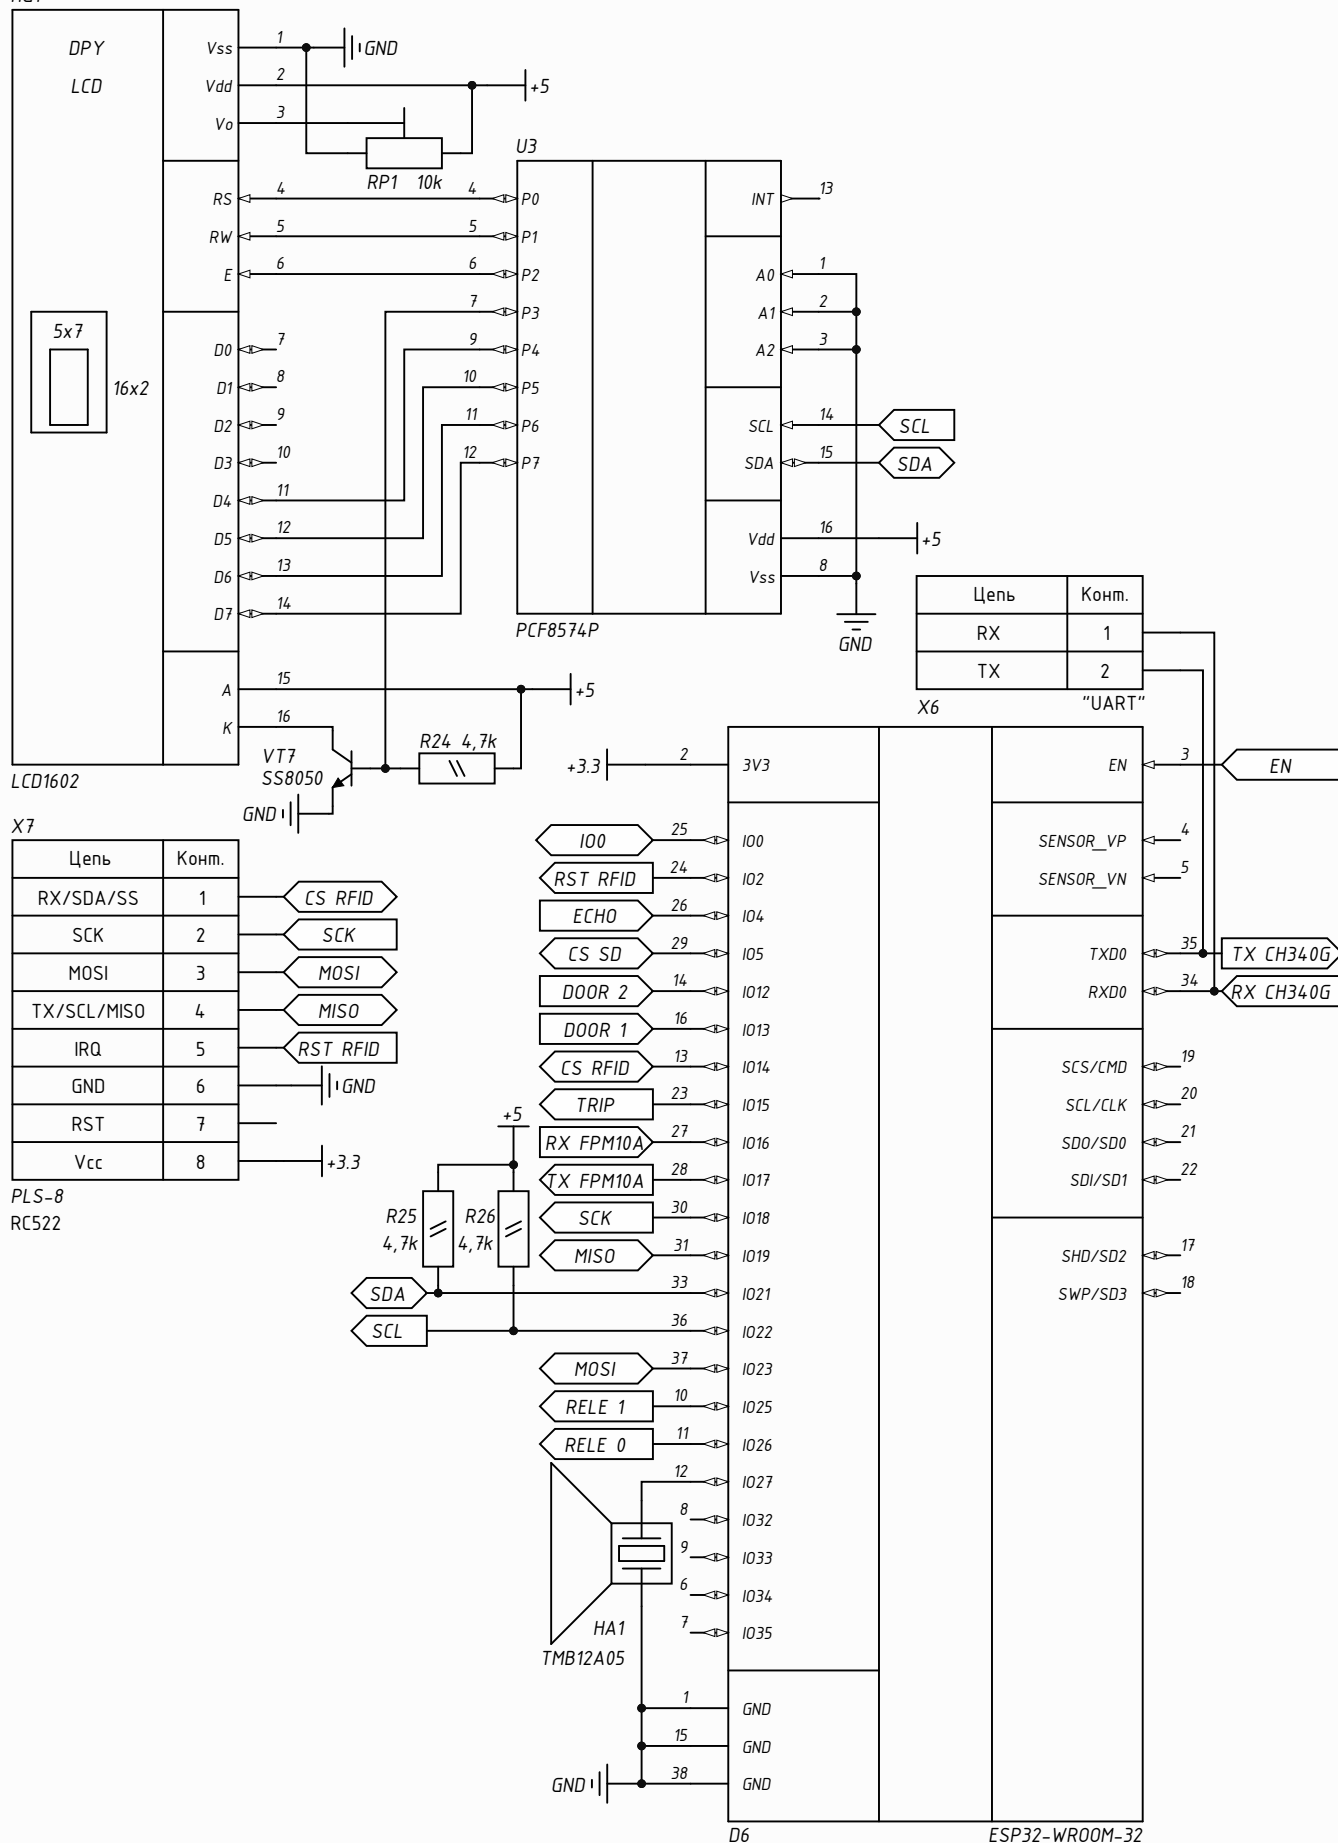 DPY
LCD
Vss 1 GND
Vdd 2 +5
Vo 3
RP1 10k
RS 4
RW 5
E 6
5x7
16x2
D0 7
D1 8
D2 9
D3 10
D4 11
D5 12
D6 13
D7 14
A 15 +5
K 16
LCD1602
VT7
SS8050
R24 4,7k
GND
U3
4 P0
5 P1
6 P2
7 P3
9 P4
10 P5
11 P6
12 P7
INT 13
A0 1
A1 2
A2 3
SCL 14 SCL
SDA 15 SDA
Vdd 16 +5
Vss 8
GND
PCF8574P
Цепь Конт.
RX 1
TX 2
"UART"
X6
X7
Цепь Конт.
RX/SDA/SS 1 CS RFID
SCK 2 SCK
MOSI 3 MOSI
TX/SCL/MISO 4 MISO
IRQ 5 RST RFID
GND 6 GND
RST 7
Vcc 8 +3.3
PLS-8
RC522
+5
R25
4,7k
R26
4,7k
+3.3 2 3V3
IO0 25 IO0
RST RFID 24 IO2
ECHO 26 IO4
CS SD 29 IO5
DOOR 2 14 IO12
DOOR 1 16 IO13
CS RFID 13 IO14
TRIP 23 IO15
RX FPM10A 27 IO16
TX FPM10A 28 IO17
SCK 30 IO18
MISO 31 IO19
SDA 33 IO21
SCL 36 IO22
MOSI 37 IO23
RELE 1 10 IO25
RELE 0 11 IO26
12 IO27
8 IO32
9 IO33
6 IO34
7 IO35
HA1
TMB12A05
1 GND
15 GND
GND 38 GND
EN 3 EN
SENSOR_VP 4
SENSOR_VN 5
TXD0 35 TX CH340G
RXD0 34 RX CH340G
SCS/CMD 19
SCL/CLK 20
SDO/SD0 21
SDI/SD1 22
SHD/SD2 17
SWP/SD3 18
D6
ESP32-WROOM-32